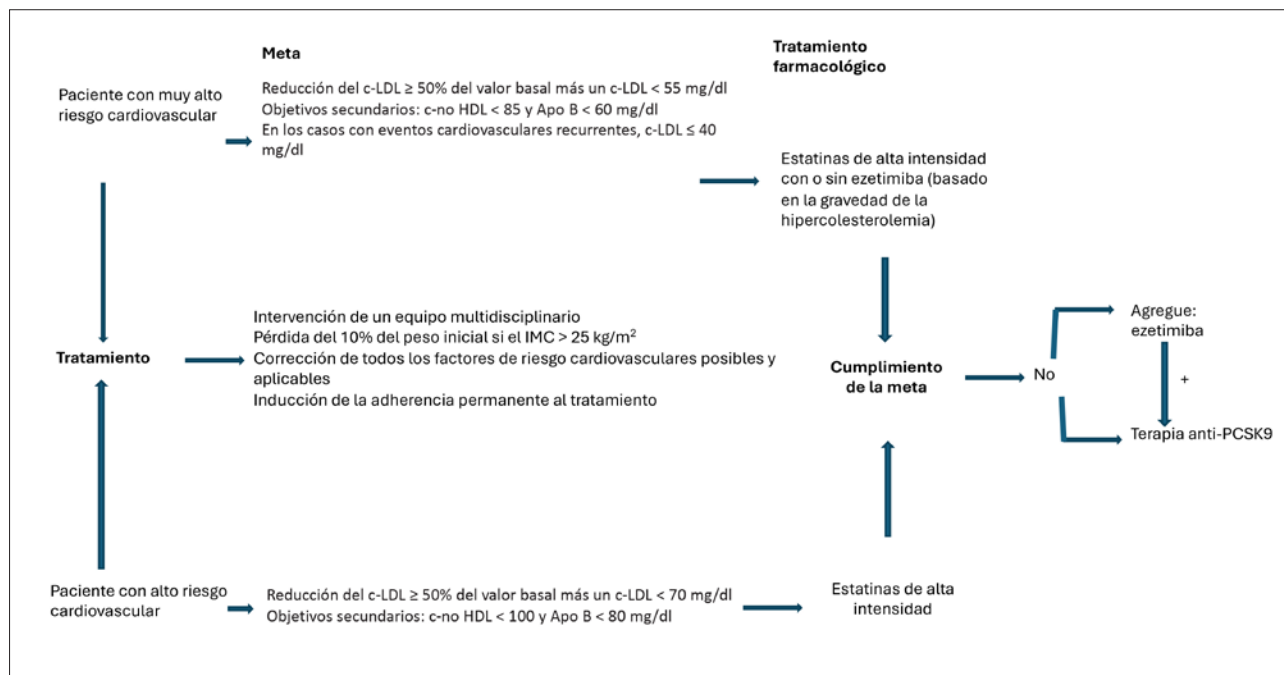 Meta
Tratamiento
farmacológico
Paciente con muy alto
riesgo cardiovascular
Reducción del c-LDL ≥ 50% del valor basal más un c-LDL < 55 mg/dl
Objetivos secundarios: c-no HDL < 85 y Apo B < 60 mg/dl
En los casos con eventos cardiovasculares recurrentes, c-LDL ≤ 40
mg/dl
Estatinas de alta intensidad
con o sin ezetimiba (basado
en la gravedad de la
hipercolesterolemia)
Tratamiento
Intervención de un equipo multidisciplinario
Pérdida del 10% del peso inicial si el IMC > 25 kg/m²
Corrección de todos los factores de riesgo cardiovasculares posibles y
aplicables
Inducción de la adherencia permanente al tratamiento
Cumplimiento
de la meta
No
Agregue:
ezetimiba
+
Terapia anti-PCSK9
Paciente con alto riesgo
cardiovascular
Reducción del c-LDL ≥ 50% del valor basal más un c-LDL < 70 mg/dl
Objetivos secundarios: c-no HDL < 100 y Apo B < 80 mg/dl
Estatinas de alta
intensidad